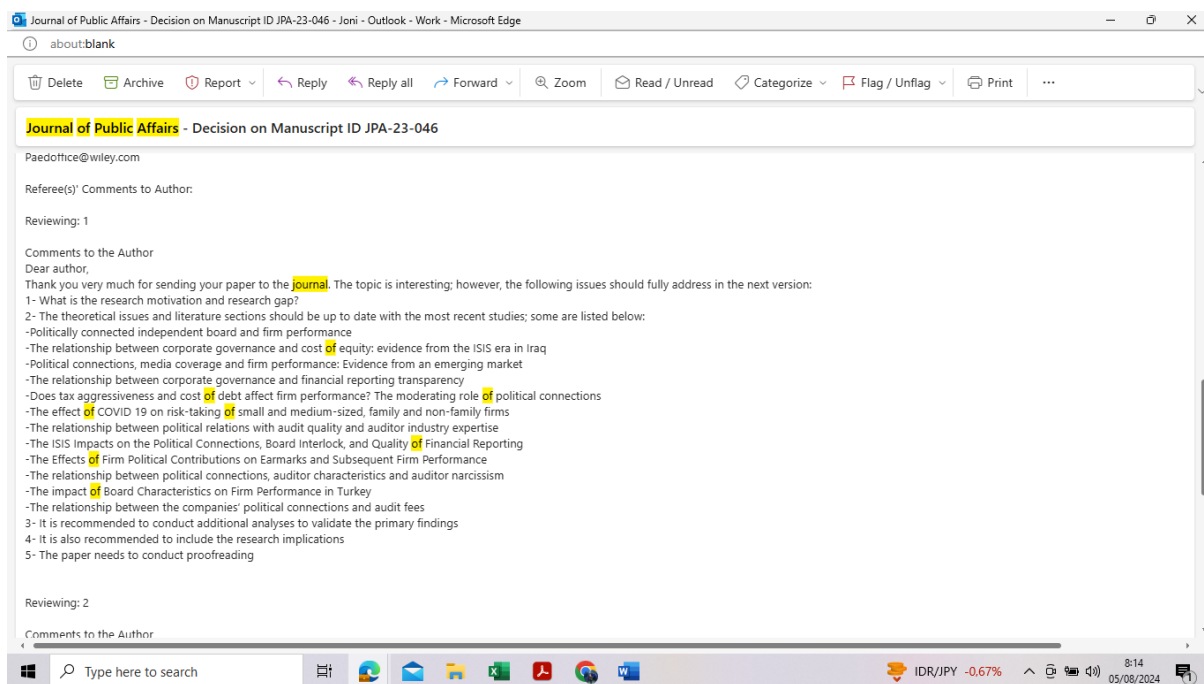 Journal of Public Affairs - Decision on Manuscript ID JPA-23-046 - Joni - Outlook - Work - Microsoft Edge
about:blank
Delete Archive Report Reply Reply all Forward Zoom Read / Unread Categorize Flag / Unflag Print ...
Journal of Public Affairs - Decision on Manuscript ID JPA-23-046
Paedoffice@wiley.com
Referee(s)' Comments to Author:
Reviewing: 1
Comments to the Author
Dear author,
Thank you very much for sending your paper to the journal. The topic is interesting; however, the following issues should fully address in the next version:
1- What is the research motivation and research gap?
2- The theoretical issues and literature sections should be up to date with the most recent studies; some are listed below:
-Politically connected independent board and firm performance
-The relationship between corporate governance and cost of equity: evidence from the ISIS era in Iraq
-Political connections, media coverage and firm performance: Evidence from an emerging market
-The relationship between corporate governance and financial reporting transparency
-Does tax aggressiveness and cost of debt affect firm performance? The moderating role of political connections
-The effect of COVID 19 on risk-taking of small and medium-sized, family and non-family firms
-The relationship between political relations with audit quality and auditor industry expertise
-The ISIS Impacts on the Political Connections, Board Interlock, and Quality of Financial Reporting
-The Effects of Firm Political Contributions on Earmarks and Subsequent Firm Performance
-The relationship between political connections, auditor characteristics and auditor narcissism
-The impact of Board Characteristics on Firm Performance in Turkey
-The relationship between the companies' political connections and audit fees
3- It is recommended to conduct additional analyses to validate the primary findings
4- It is also recommended to include the research implications
5- The paper needs to conduct proofreading
Reviewing: 2
Comments to the Author
Type here to search
IDR/JPY -0,67%
8:14
05/08/2024
1